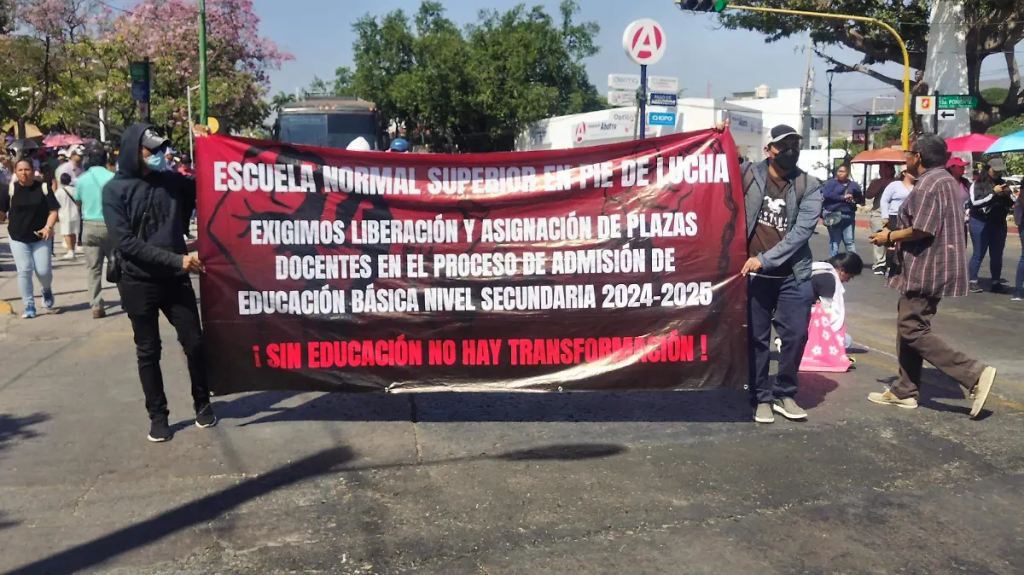 ESCUELA NORMAL SUPERIOR EN PIE DE LUCHA
EXIGIMOS LIBERACIÓN Y ASIGNACIÓN DE PLAZAS
DOCENTES EN EL PROCESO DE ADMISIÓN DE
EDUCACIÓN BÁSICA NIVEL SECUNDARIA 2024-2025
¡ SIN EDUCACIÓN NO HAY TRANSFORMACIÓN !